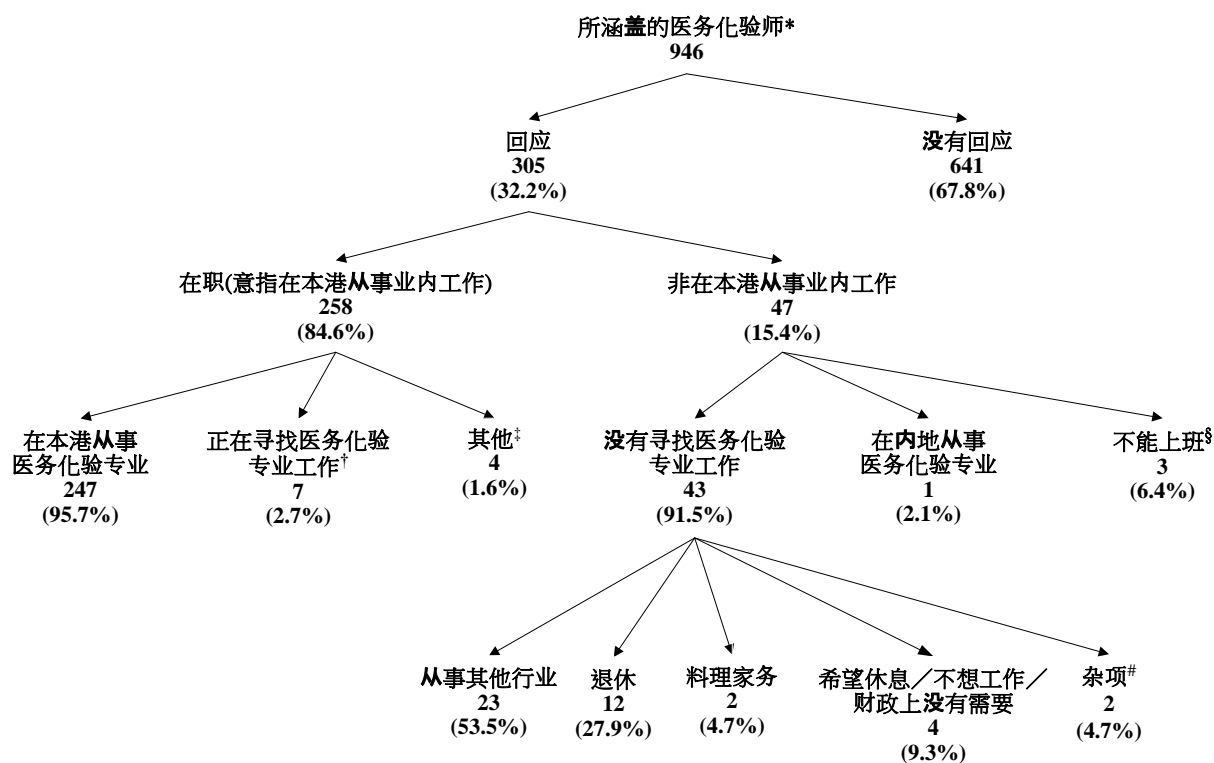 所涵盖的医务化验师*
946
回应
305
(32.2%)
没有回应
641
(67.8%)
在职(意指在本港从事业内工作)
258
(84.6%)
非在本港从事业内工作
47
(15.4%)
在本港从事
医务化验专业
247
(95.7%)
正在寻找医务化验
专业工作†
7
(2.7%)
其他‡
4
(1.6%)
没有寻找医务化验
专业工作
43
(91.5%)
在内地从事
医务化验专业
1
(2.1%)
不能上班§
3
(6.4%)
从事其他行业
23
(53.5%)
退休
12
(27.9%)
料理家务
2
(4.7%)
希望休息／不想工作／
财政上没有需要
4
(9.3%)
杂项#
2
(4.7%)